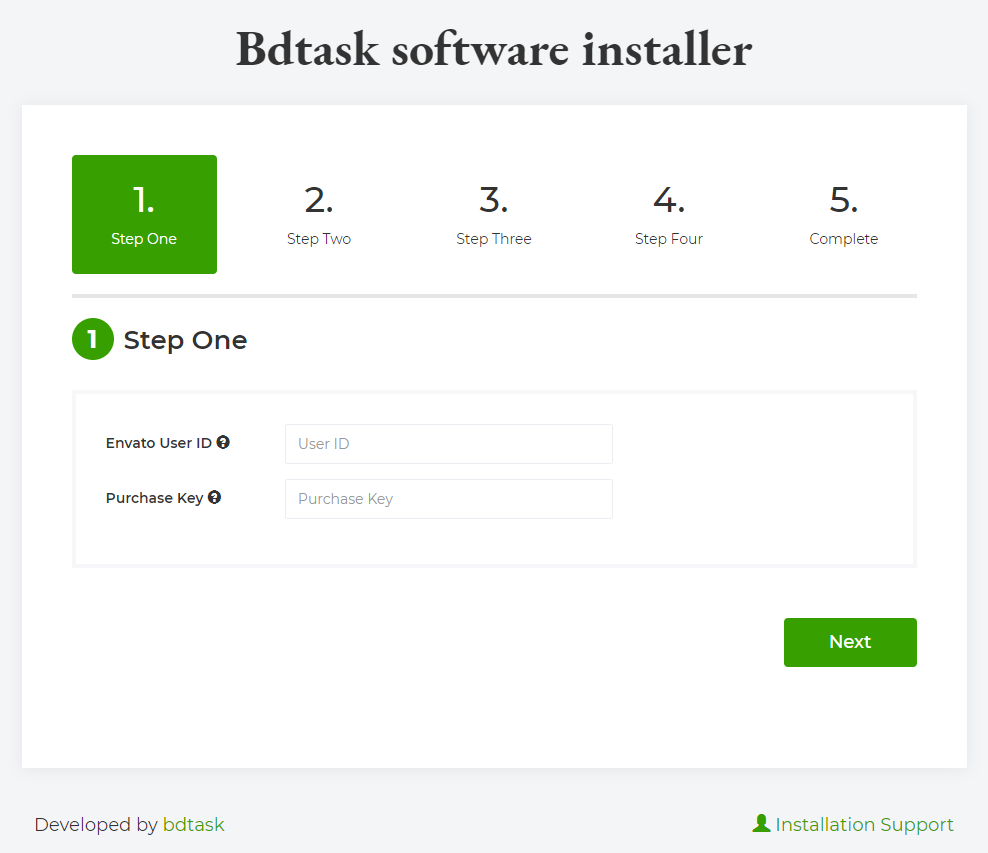 Bdtask software installer
1. 2. 3. 4. 5.
Step One Step Two Step Three Step Four Complete
1 Step One
Envato User ID ? User ID
Purchase Key ? Purchase Key
Next
Developed by bdtask Installation Support